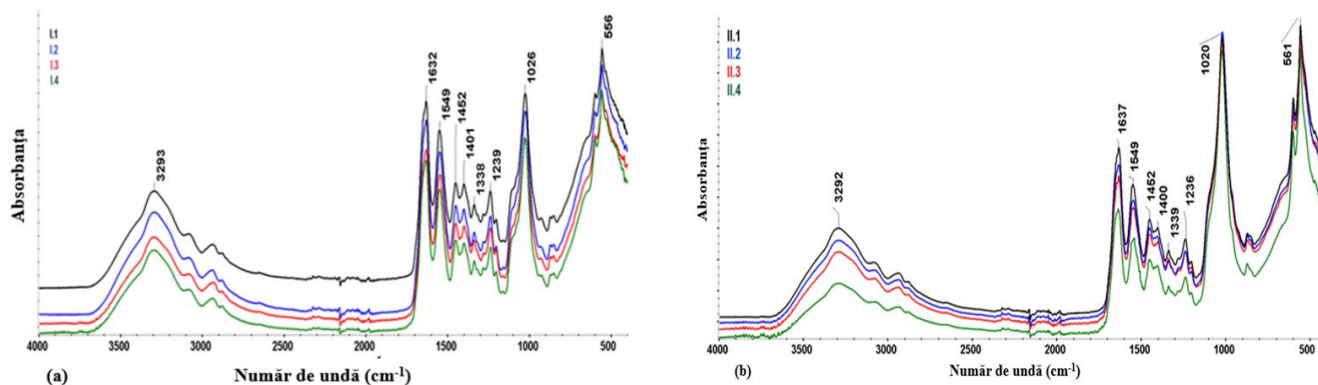 (a)
I.1
I.2
I.3
I.4
Absorbanța
3293
1632
1549
1452
1401
1338
1239
1026
556
4000 3500 3000 2500 2000 1500 1000 500
Număr de undă (cm-1)
(b)
II.1
II.2
II.3
II.4
Absorbanța
3292
1637
1549
1452
1400
1339
1236
1020
561
4000 3500 3000 2500 2000 1500 1000 500
Număr de undă (cm-1)
(a)
(b)